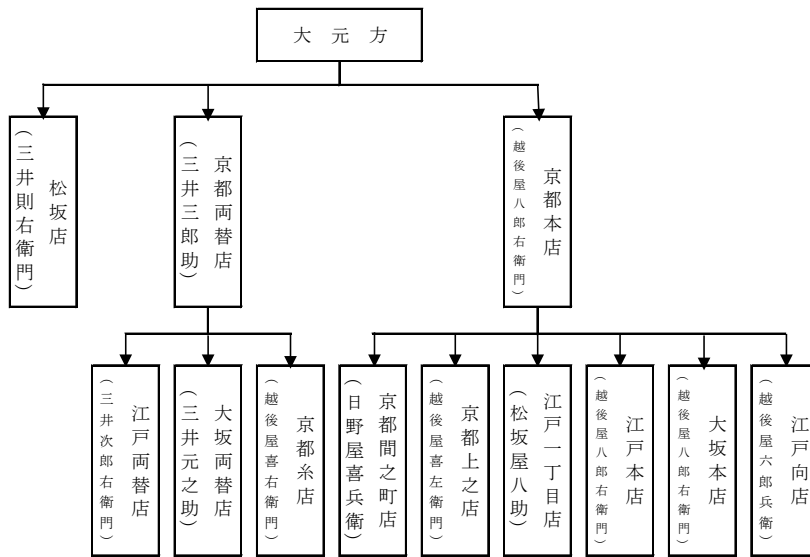 大元方
京都本店
(越後屋八郎右衛門)
京都両替店
(三井三郎助)
松坂店
(三井則右衛門)
江戸向店
(越後屋六郎兵衛)
大坂本店
(越後屋八郎右衛門)
江戸本店
(越後屋八郎右衛門)
江戸一丁目店
(松坂屋八助)
京都上之店
(越後屋喜左衛門)
京都間之町店
(日野屋喜兵衛)
京都糸店
(越後屋喜右衛門)
大坂両替店
(三井元之助)
江戸両替店
(三井次郎右衛門)